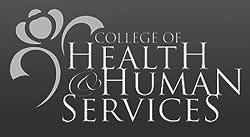 COLLEGE OF
HEALTH
& HUMAN
SERVICES